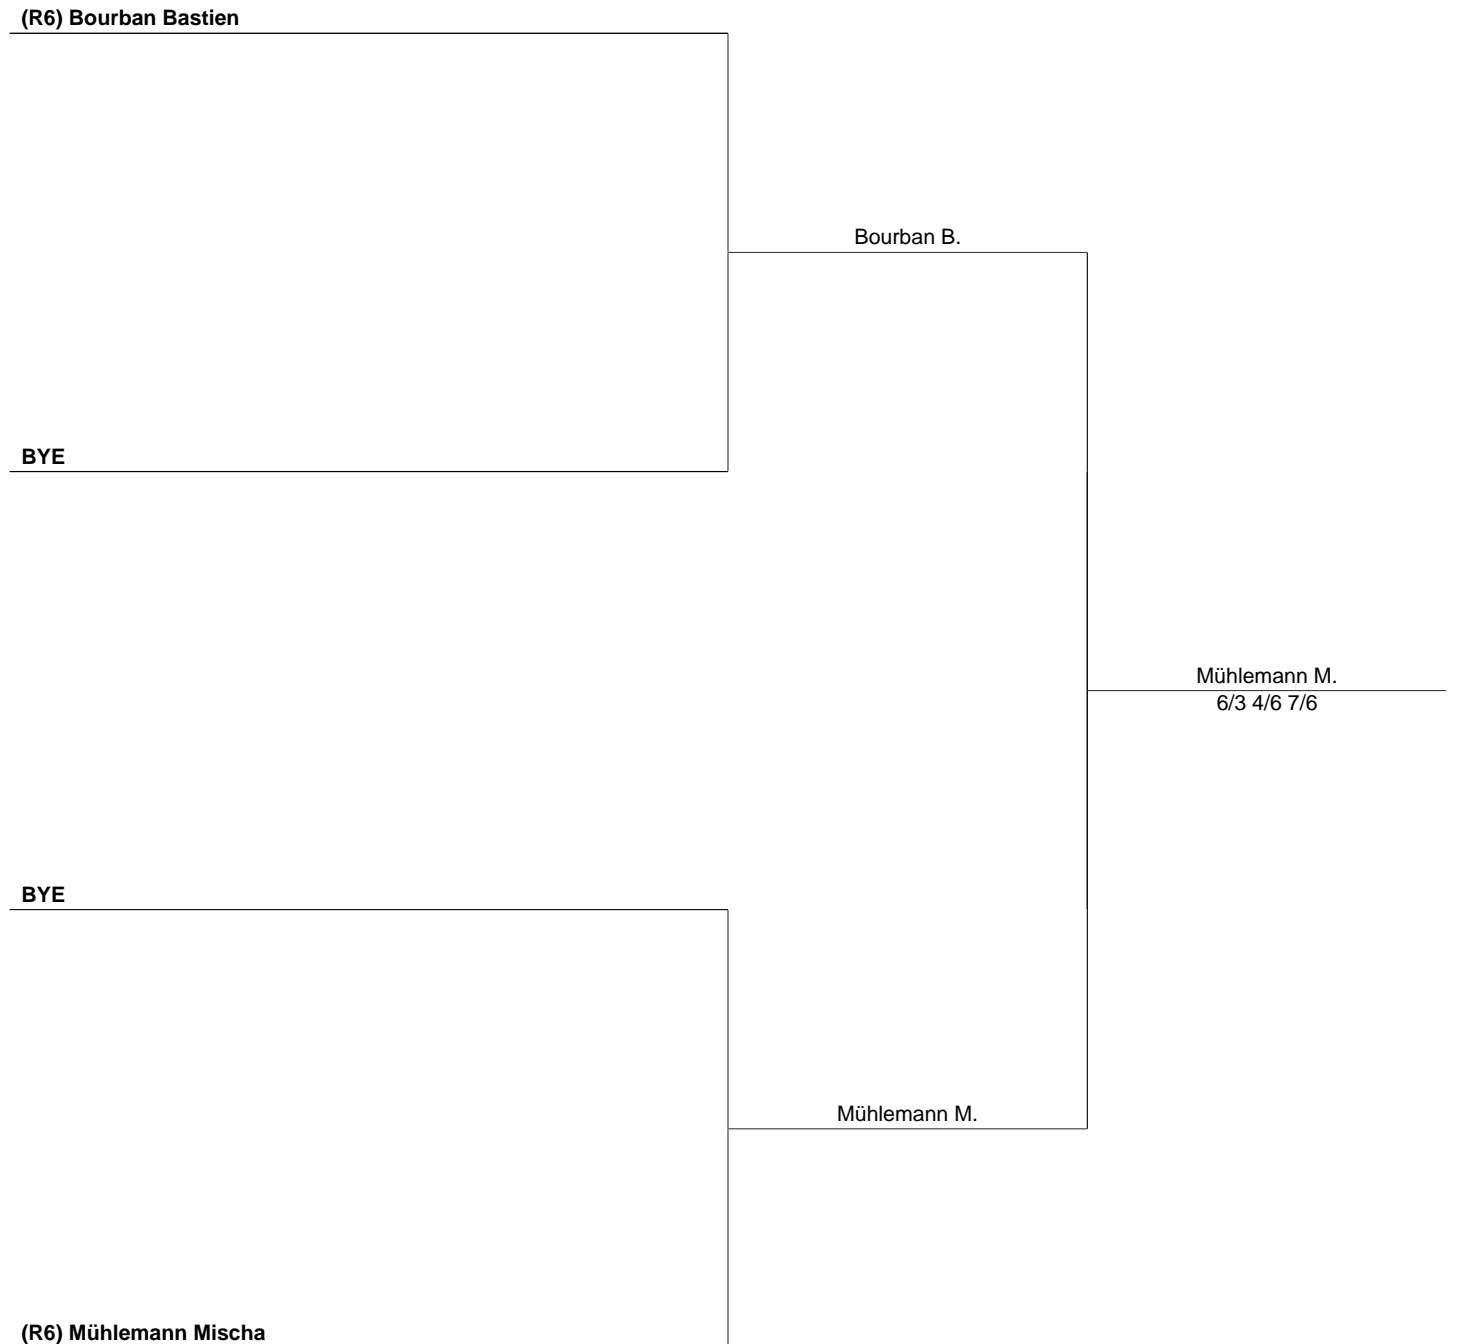 (R6) Bourban Bastien
Bourban B.
BYE
Mühlemann M.
6/3 4/6 7/6
BYE
Mühlemann M.
(R6) Mühlemann Mischa